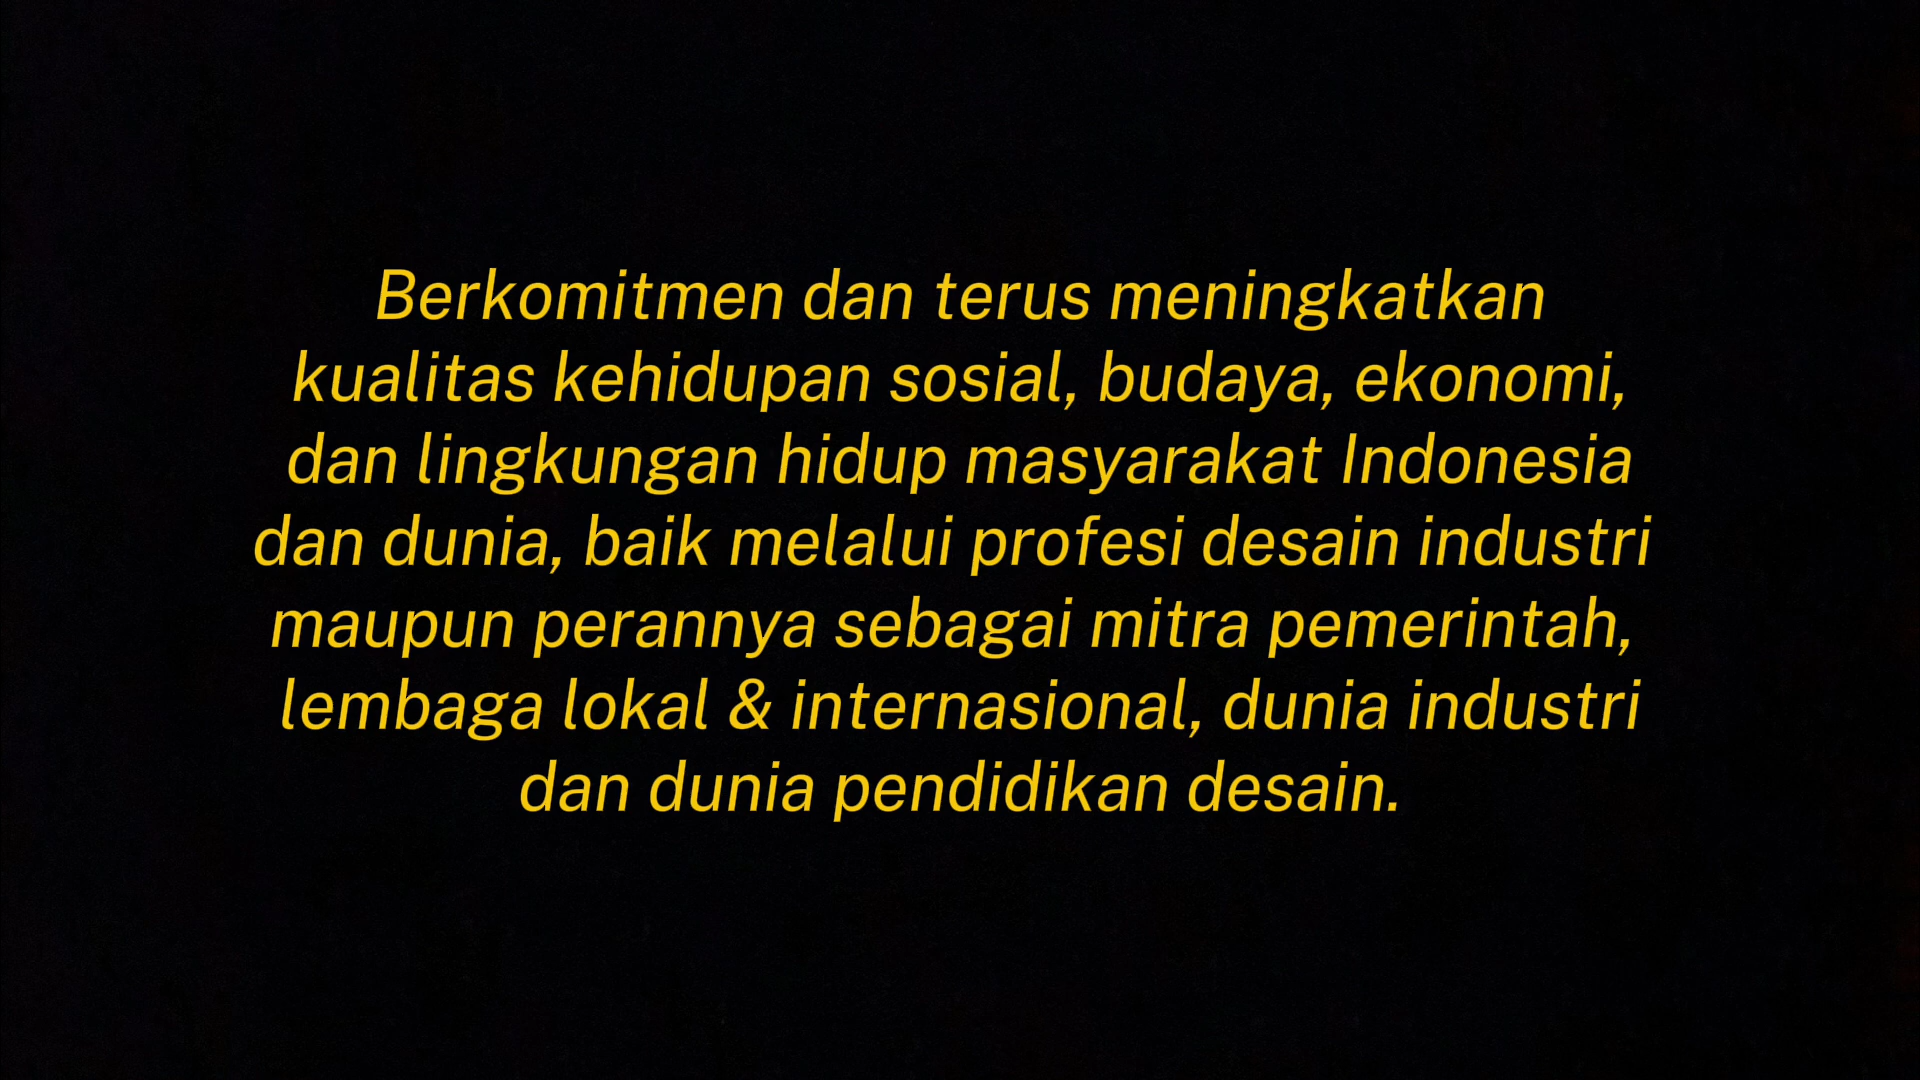 Berkomitmen dan terus meningkatkan
kualitas kehidupan sosial, budaya, ekonomi,
dan lingkungan hidup masyarakat Indonesia
dan dunia, baik melalui profesi desain industri
maupun perannya sebagai mitra pemerintah,
lembaga lokal & internasional, dunia industri
dan dunia pendidikan desain.